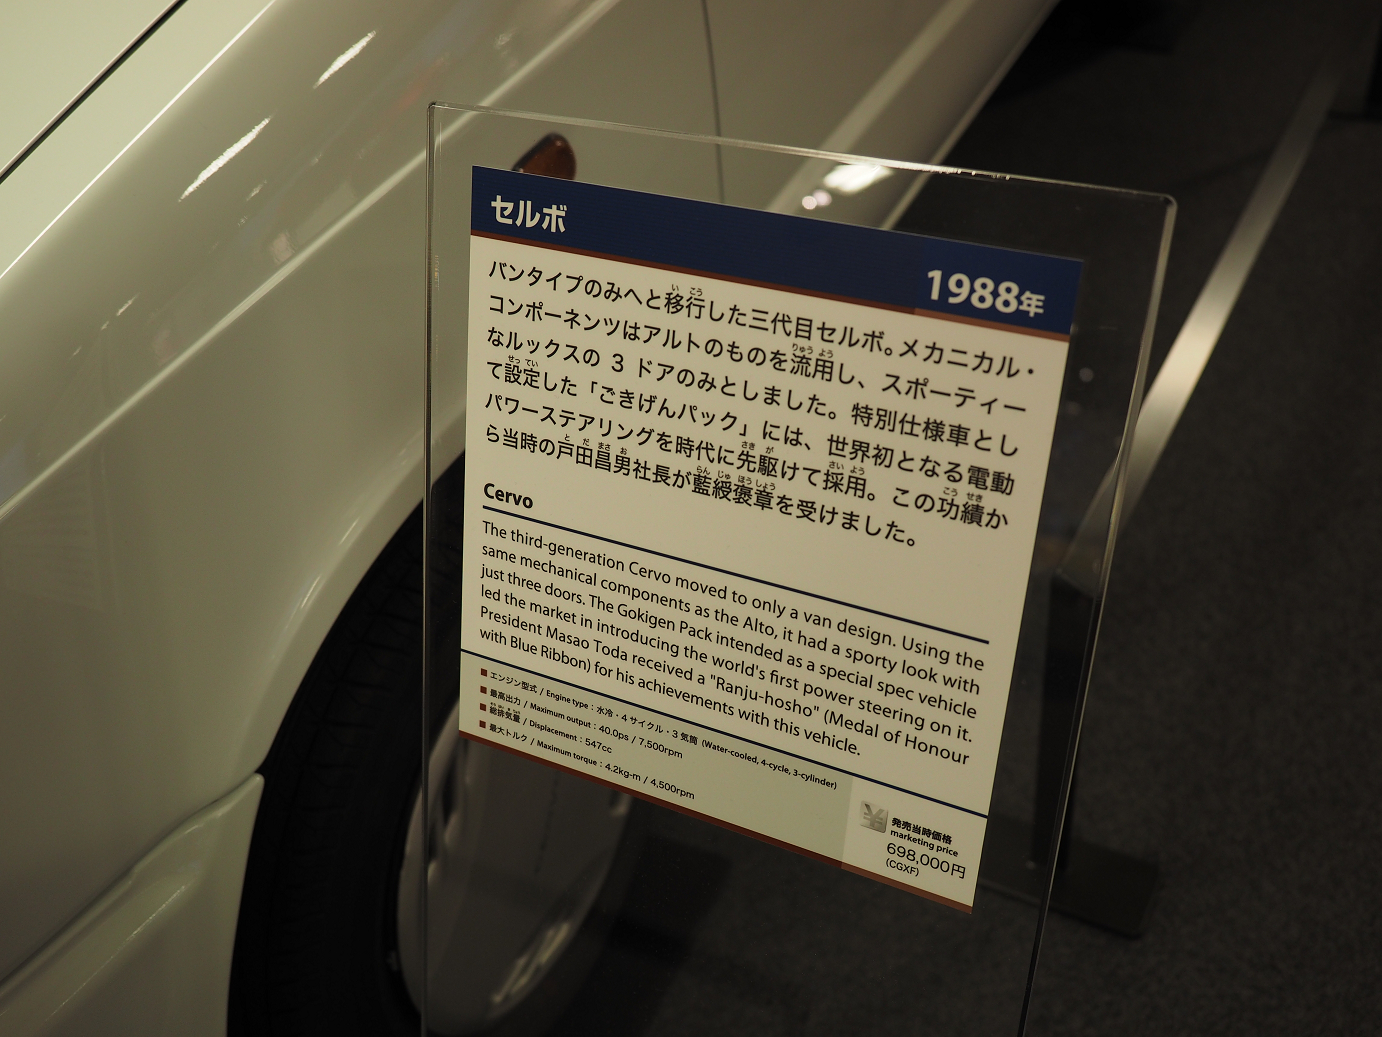 セルボ
1988年
バンタイプのみへと移行した三代目セルボ。メカニカル・
コンポーネンツはアルトのものを流用し、スポーティー
なルックスの 3 ドアのみとしました。特別仕様車とし
て設定した「ごきげんパック」には、世界初となる電動
パワーステアリングを時代に先駆けて採用。この功績か
ら当時の戸田昌男社長が藍綬褒章を受けました。
Cervo
The third-generation Cervo moved to only a van design. Using the
same mechanical components as the Alto, it had a sporty look with
just three doors. The Gokigen Pack intended as a special spec vehicle
led the market in introducing the world's first power steering on it.
President Masao Toda received a "Ranju-hosho" (Medal of Honour
with Blue Ribbon) for his achievements with this vehicle.
■ エンジン型式 / Engine type : 水冷・4 サイクル・3 気筒 (Water-cooled, 4-cycle, 3-cylinder)
■ 最高出力 / Maximum output : 40.0ps / 7,500rpm
■ 総排気量 / Displacement : 547cc
■ 最大トルク / Maximum torque : 4.2kg-m / 4,500rpm
¥
発売当時価格
marketing price
698,000円
(CGXF)